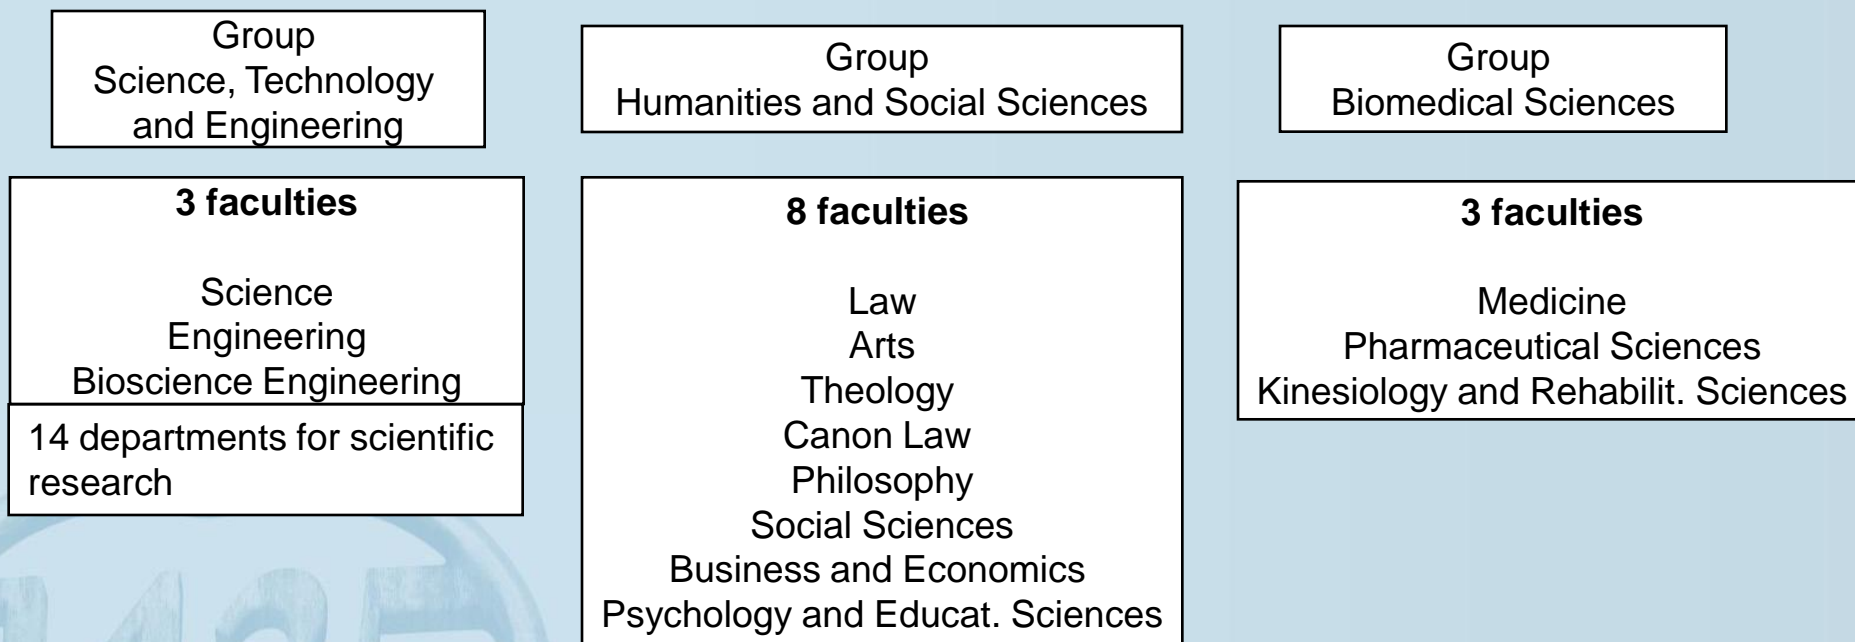 Group
Science, Technology
and Engineering
Group
Humanities and Social Sciences
Group
Biomedical Sciences
3 faculties
Science
Engineering
Bioscience Engineering
14 departments for scientific
research
8 faculties
Law
Arts
Theology
Canon Law
Philosophy
Social Sciences
Business and Economics
Psychology and Educat. Sciences
3 faculties
Medicine
Pharmaceutical Sciences
Kinesiology and Rehabilit. Sciences
1425